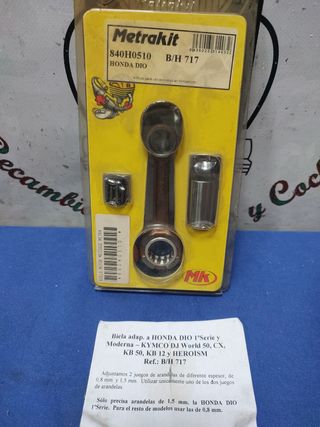 Metrakit
840H0510 B/H 717
HONDA DIO
MK
Recambio y Coc
Biela adap. a HONDA DIO 1ªSerie y
Moderna – KYMCO DJ World 50, CX,
KB 50, KB 12 y HEROISM
Ref.: B/H 717
Adjuntamos 2 juegos de arandelas de diferente espesor, de
0,8 mm y 1,5 mm. Utilizar unicamente uno de los dos juegos
de arandelas
Sólo precisa arandelas de 1,5 mm. la HONDA DIO
1ªSerie. Para el resto de modelos usar las de 0,8 mm.